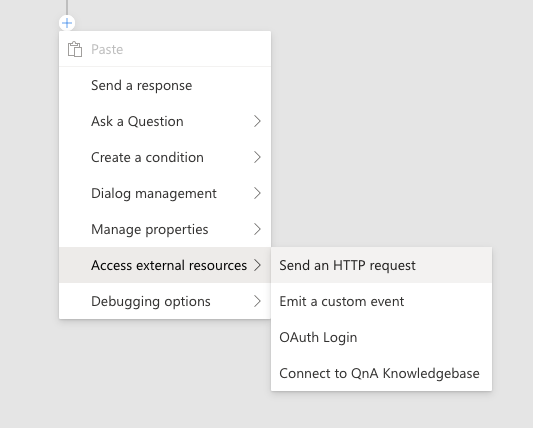 Paste
Send a response
Ask a Question
Create a condition
Dialog management
Manage properties
Access external resources
Debugging options
Send an HTTP request
Emit a custom event
OAuth Login
Connect to QnA Knowledgebase